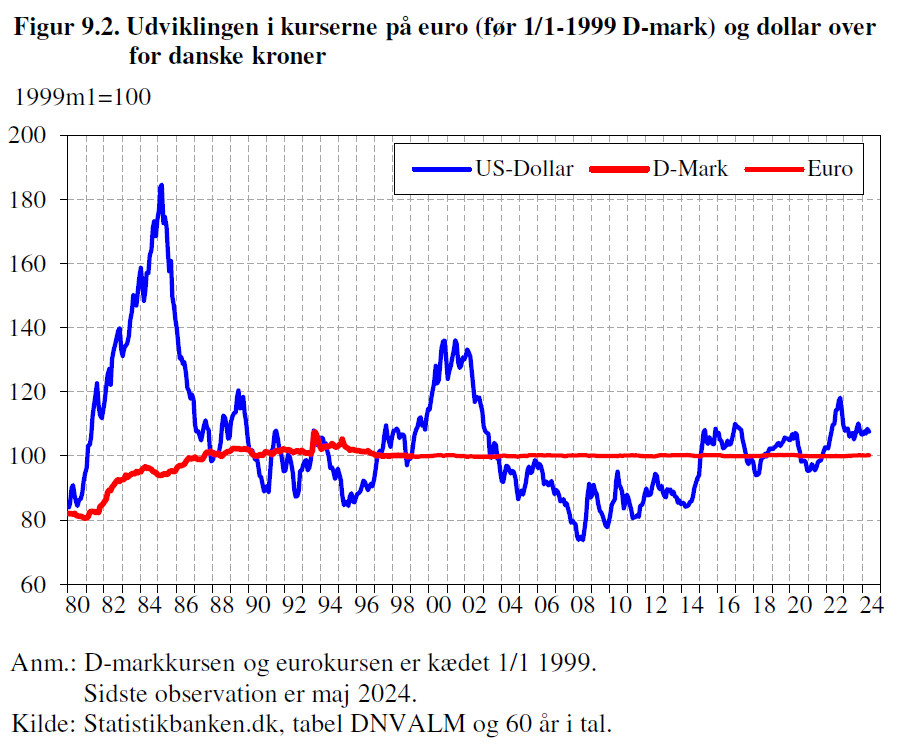 Figur 9.2. Udviklingen i kurserne på euro (før 1/1-1999 D-mark) og dollar over
for danske kroner
1999m1=100
US-Dollar D-Mark Euro
200
180
160
140
120
100
80
60
80 82 84 86 88 90 92 94 96 98 00 02 04 06 08 10 12 14 16 18 20 22 24
Anm.: D-markkursen og eurokursen er kædet 1/1 1999.
Sidste observation er maj 2024.
Kilde: Statistikbanken.dk, tabel DNVALM og 60 år i tal.